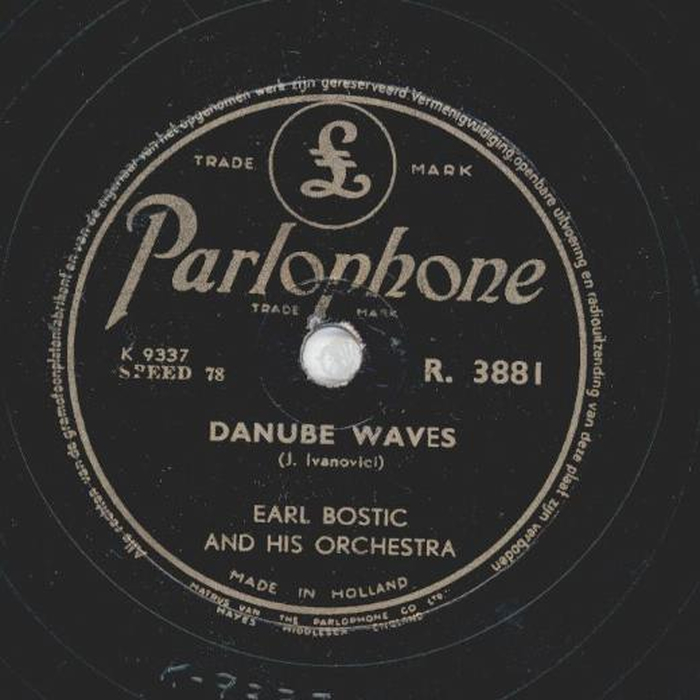 Alle rechten van de gramofoonplatenfabrikant en van de eigenaar van het opgenomen werk zijn gereserveerd. Vermenigvuldiging, openbare uitvoering en radiouitzending van deze plaat zijn verboden
£
TRADE MARK
Parlophone
TRADE MARK
K 9337
SPEED 78
R. 3881
DANUBE WAVES
(J. Ivanovici)
EARL BOSTIC
AND HIS ORCHESTRA
MADE IN HOLLAND
MATRIJS VAN THE PARLOPHONE CO LTD.
HAYES MIDDLESEX ENGLAND